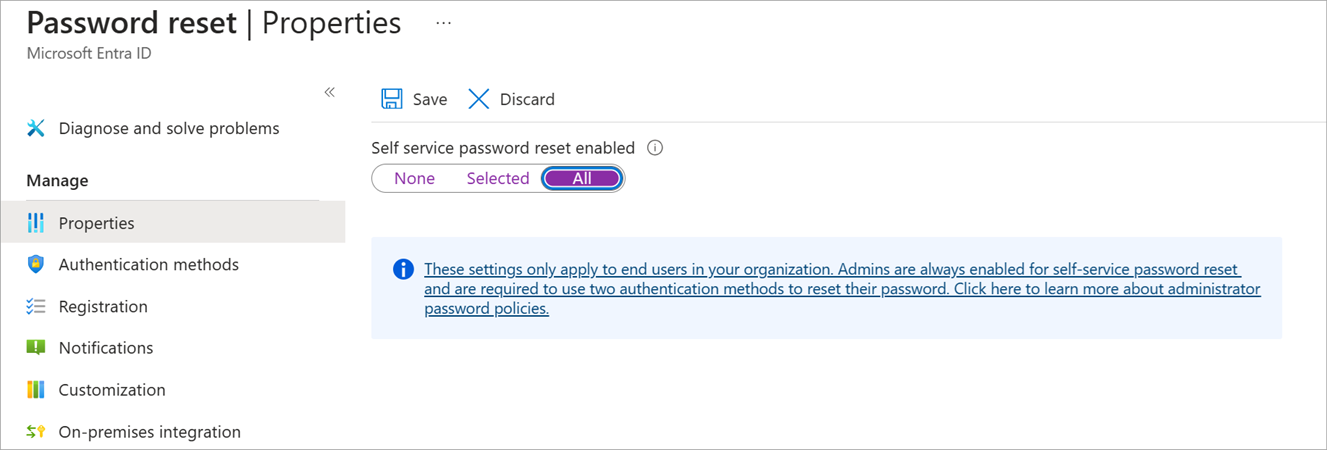 Password reset | Properties ...
Microsoft Entra ID
«
Diagnose and solve problems
Manage
Properties
Authentication methods
Registration
Notifications
Customization
On-premises integration
Save Discard
Self service password reset enabled i
None Selected All
i
These settings only apply to end users in your organization. Admins are always enabled for self-service password reset
and are required to use two authentication methods to reset their password. Click here to learn more about administrator
password policies.